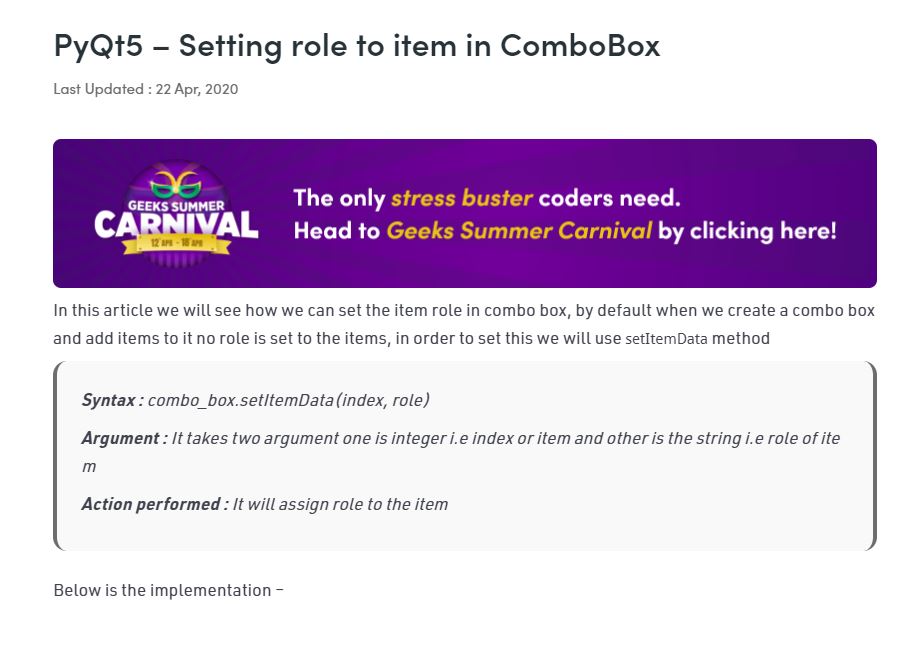 PyQt5 – Setting role to item in ComboBox
Last Updated : 22 Apr, 2020
GEEKS SUMMER
CARNIVAL
12 APR - 18 APR
The only stress buster coders need.
Head to Geeks Summer Carnival by clicking here!
In this article we will see how we can set the item role in combo box, by default when we create a combo box
and add items to it no role is set to the items, in order to set this we will use setItemData method
Syntax : combo_box.setItemData(index, role)
Argument : It takes two argument one is integer i.e index or item and other is the string i.e role of ite
m
Action performed : It will assign role to the item
Below is the implementation –